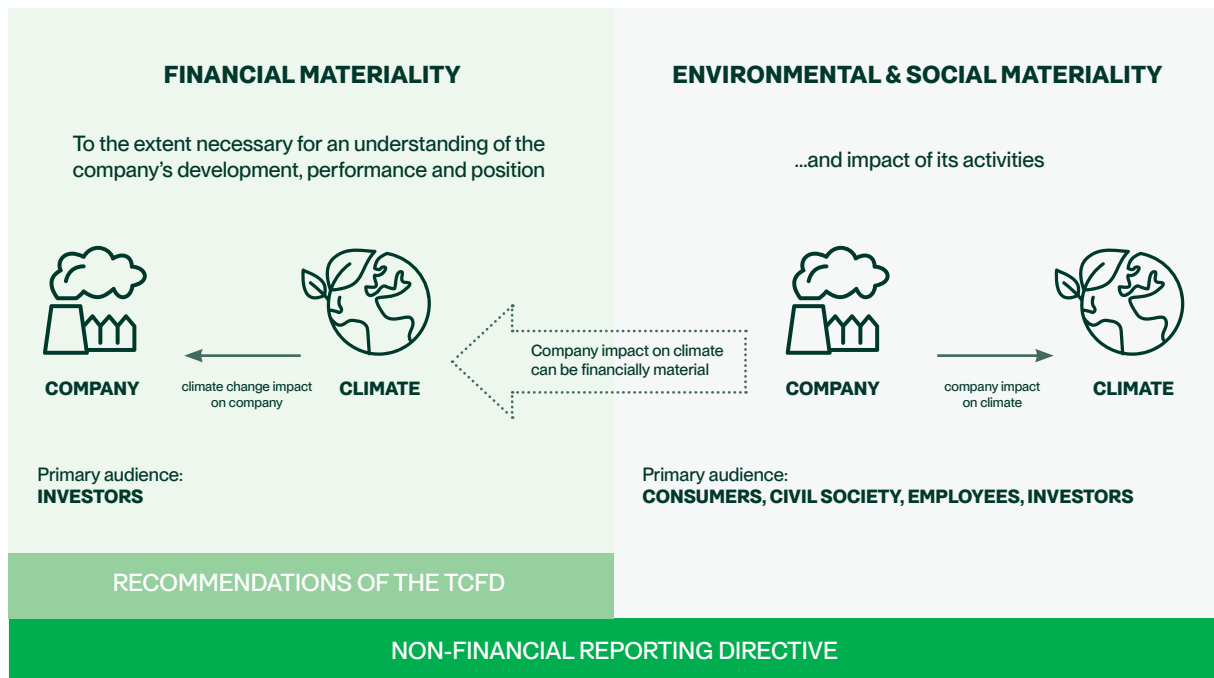 FINANCIAL MATERIALITY
To the extent necessary for an understanding of the
company's development, performance and position
COMPANY
climate change impact
on company
CLIMATE
Primary audience:
INVESTORS
RECOMMENDATIONS OF THE TCFD
Company impact on climate
can be financially material
ENVIRONMENTAL & SOCIAL MATERIALITY
...and impact of its activities
COMPANY
company impact
on climate
CLIMATE
Primary audience:
CONSUMERS, CIVIL SOCIETY, EMPLOYEES, INVESTORS
NON-FINANCIAL REPORTING DIRECTIVE